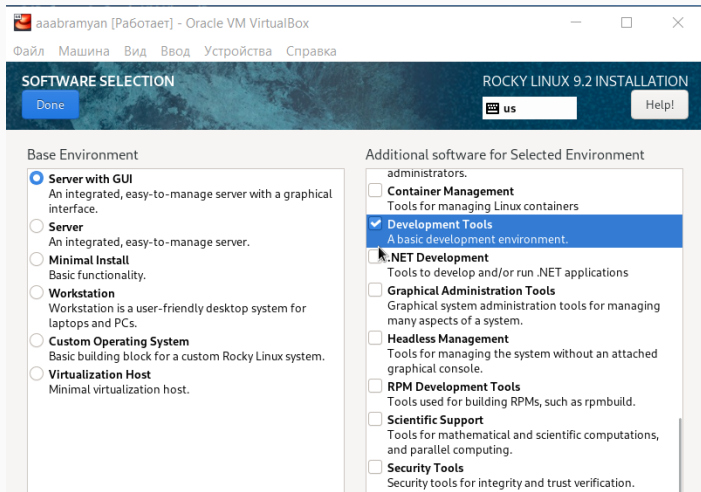 aaabramyan [Работает] - Oracle VM VirtualBox
Файл Машина Вид Ввод Устройства Справка
SOFTWARE SELECTION
Done
ROCKY LINUX 9.2 INSTALLATION
us
Help!
Base Environment
Server with GUI
An integrated, easy-to-manage server with a graphical
interface.
Server
An integrated, easy-to-manage server.
Minimal Install
Basic functionality.
Workstation
Workstation is a user-friendly desktop system for
laptops and PCs.
Custom Operating System
Basic building block for a custom Rocky Linux system.
Virtualization Host
Minimal virtualization host.
Additional software for Selected Environment
administrators.
Container Management
Tools for managing Linux containers
Development Tools
A basic development environment.
.NET Development
Tools to develop and/or run .NET applications
Graphical Administration Tools
Graphical system administration tools for managing
many aspects of a system.
Headless Management
Tools for managing the system without an attached
graphical console.
RPM Development Tools
Tools used for building RPMs, such as rpmbuild.
Scientific Support
Tools for mathematical and scientific computations,
and parallel computing.
Security Tools
Security tools for integrity and trust verification.